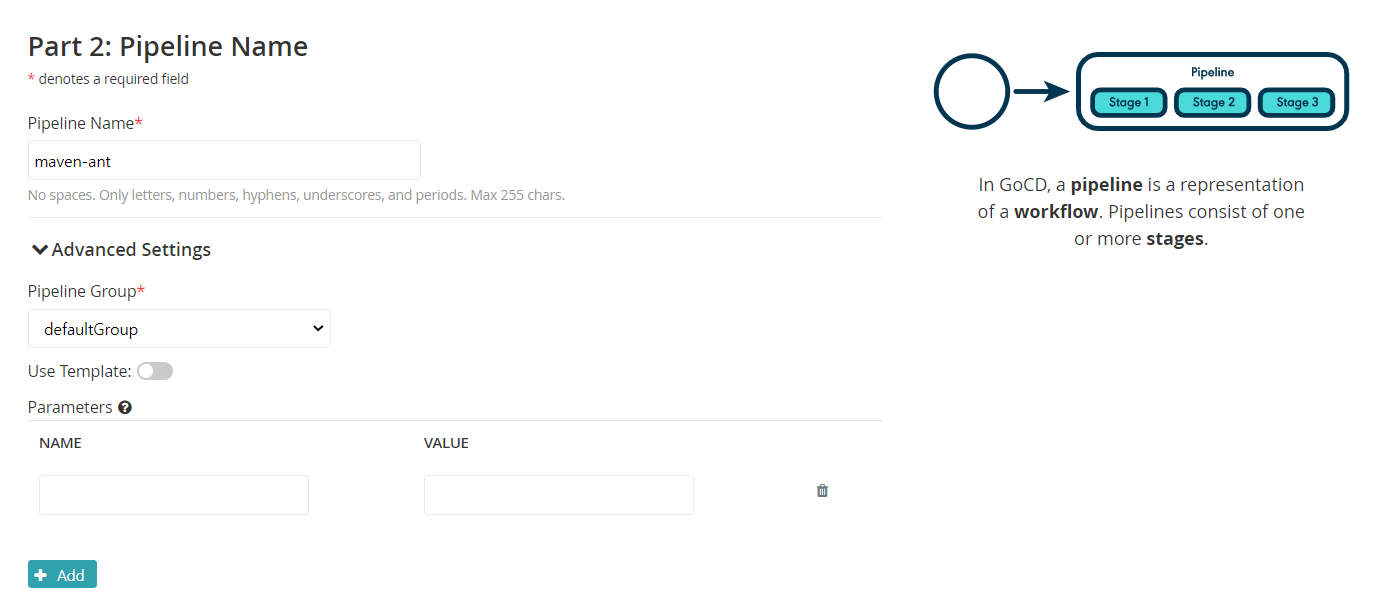 Part 2: Pipeline Name
* denotes a required field
Pipeline Name*
maven-ant
No spaces. Only letters, numbers, hyphens, underscores, and periods. Max 255 chars.
Advanced Settings
Pipeline Group*
defaultGroup
Use Template:
Parameters
NAME VALUE
Add
Pipeline
Stage 1 Stage 2 Stage 3
In GoCD, a pipeline is a representation
of a workflow. Pipelines consist of one
or more stages.